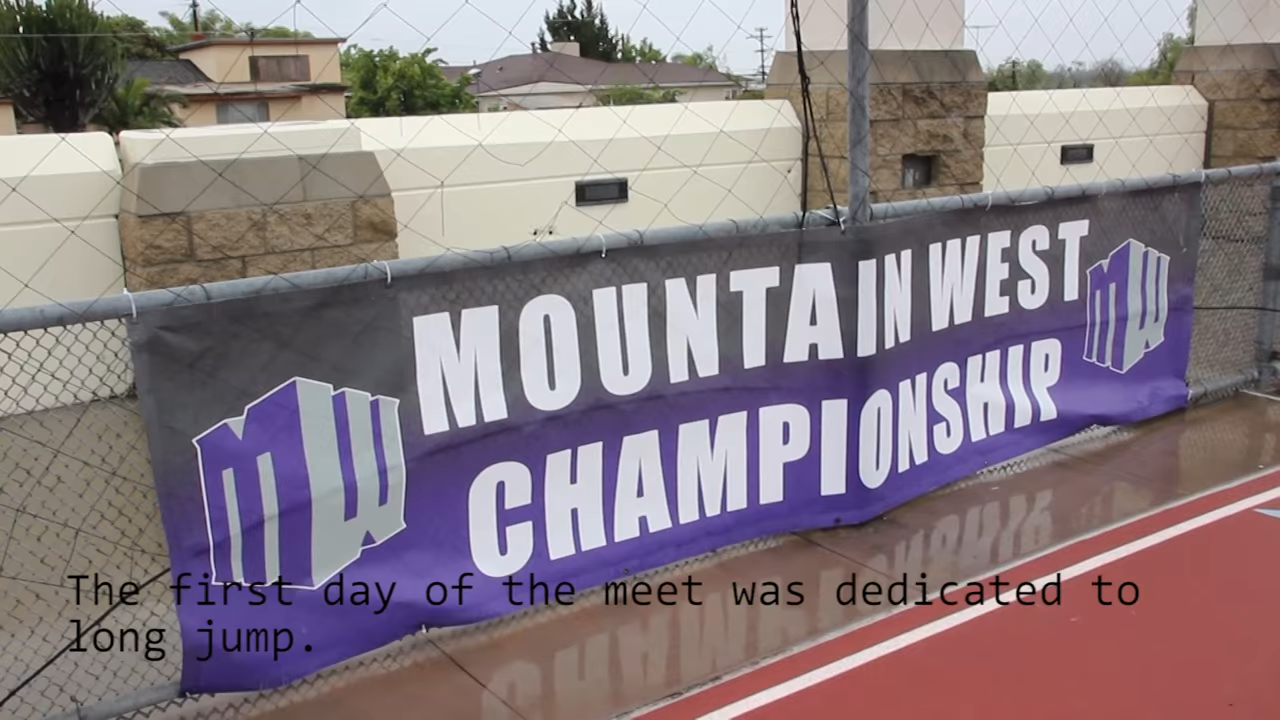 MOUNTAIN WEST
MW
CHAMPIONSHIP
MW
The first day of the meet was dedicated to
long jump.